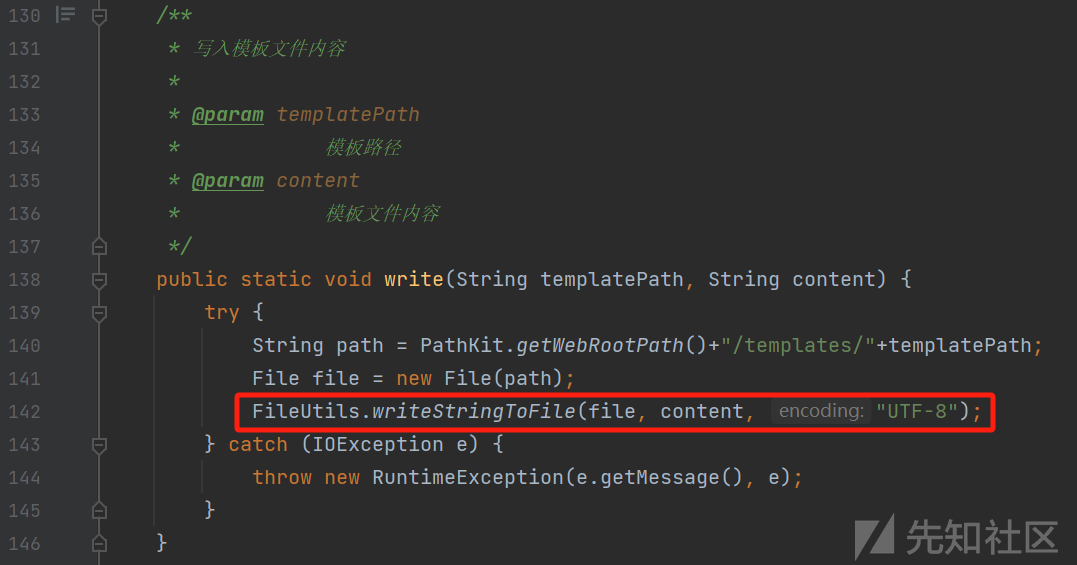 130 /**
131 * 写入模板文件内容
132 *
133 * @param templatePath
134 * 模板路径
135 * @param content
136 * 模板文件内容
137 */
138 public static void write(String templatePath, String content) {
139 try {
140 String path = PathKit.getWebRootPath()+"/templates/"+templatePath;
141 File file = new File(path);
142 FileUtils.writeStringToFile(file, content, encoding: "UTF-8");
143 } catch (IOException e) {
144 throw new RuntimeException(e.getMessage(), e);
145 }
146 }
先知社区